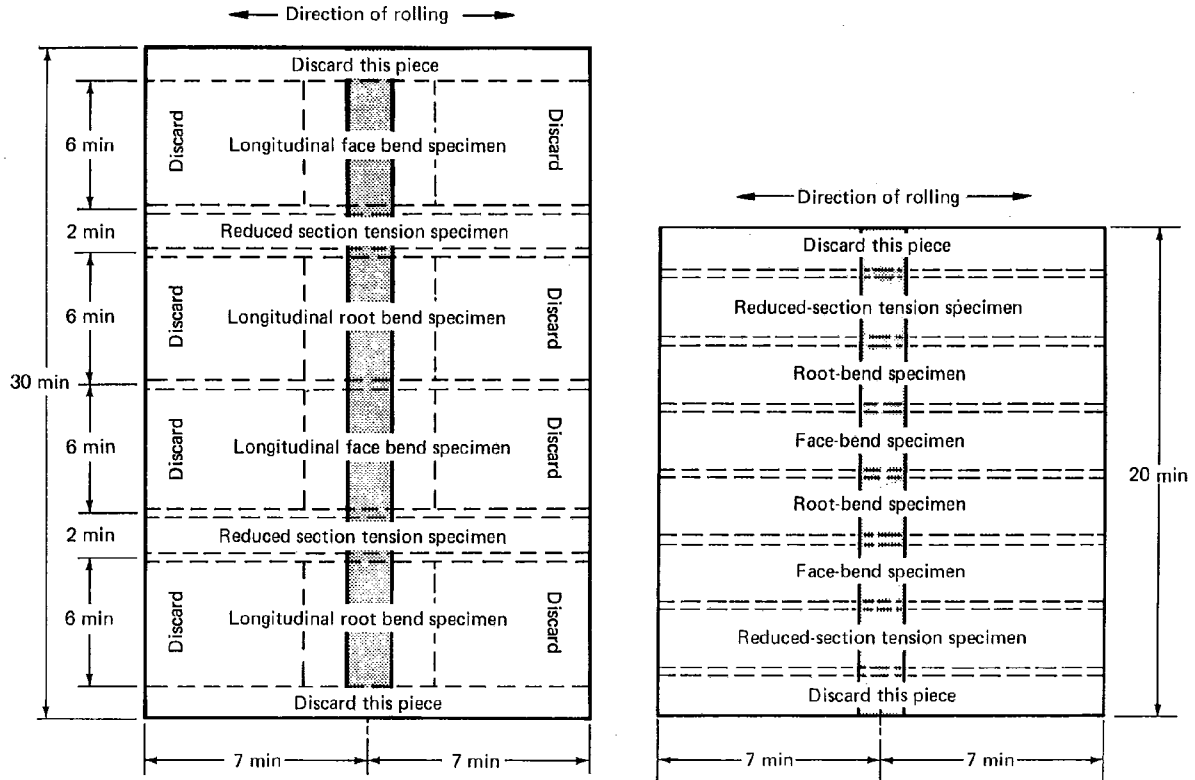 Direction of rolling
Discard this piece
6 min
Discard
Longitudinal face bend specimen
Discard
2 min
Reduced section tension specimen
6 min
Discard
Longitudinal root bend specimen
Discard
30 min
6 min
Discard
Longitudinal face bend specimen
Discard
2 min
Reduced section tension specimen
6 min
Discard
Longitudinal root bend specimen
Discard
Discard this piece
7 min
7 min
Direction of rolling
Discard this piece
Reduced-section tension specimen
Root-bend specimen
Face-bend specimen
20 min
Root-bend specimen
Face-bend specimen
Reduced-section tension specimen
Discard this piece
7 min
7 min